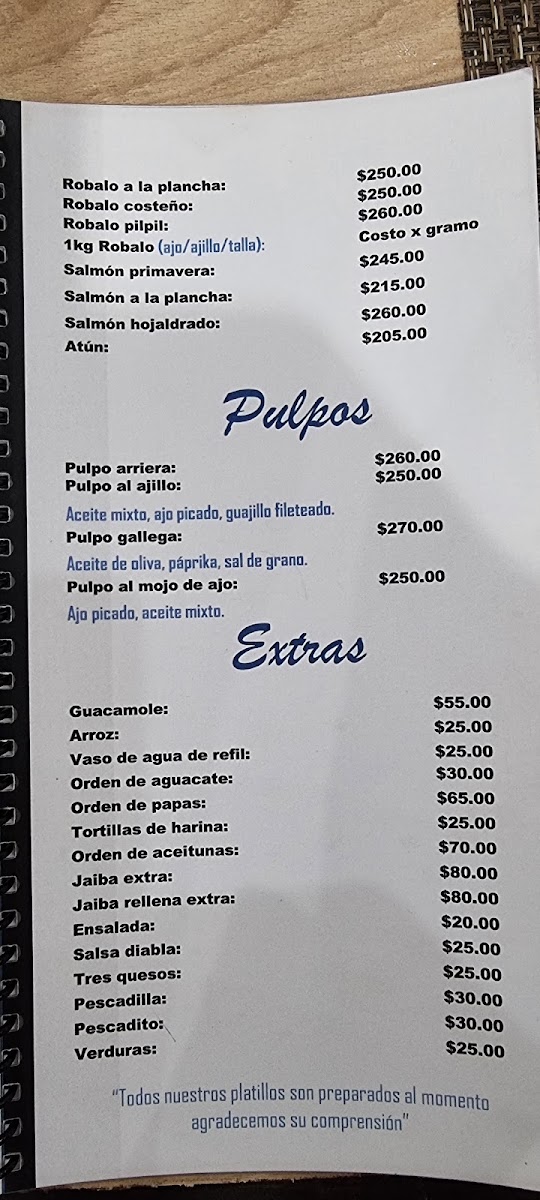 Robalo a la plancha: $250.00
Robalo costeño: $250.00
Robalo pilpil: $260.00
1kg Robalo (ajo/ajillo/talla): Costo x gramo
Salmón primavera: $245.00
Salmón a la plancha: $215.00
Salmón hojaldrado: $260.00
Atún: $205.00
Pulpos
Pulpo arriera: $260.00
Pulpo al ajillo: $250.00
Aceite mixto, ajo picado, guajillo fileteado.
Pulpo gallega: $270.00
Aceite de oliva, páprika, sal de grano.
Pulpo al mojo de ajo: $250.00
Ajo picado, aceite mixto.
Extras
Guacamole: $55.00
Arroz: $25.00
Vaso de agua de refil: $25.00
Orden de aguacate: $30.00
Orden de papas: $65.00
Tortillas de harina: $25.00
Orden de aceitunas: $70.00
Jaiba extra: $80.00
Jaiba rellena extra: $80.00
Ensalada: $20.00
Salsa diabla: $25.00
Tres quesos: $25.00
Pescadilla: $30.00
Pescadito: $30.00
Verduras: $25.00
“Todos nuestros platillos son preparados al momento
agradecemos su comprensión”